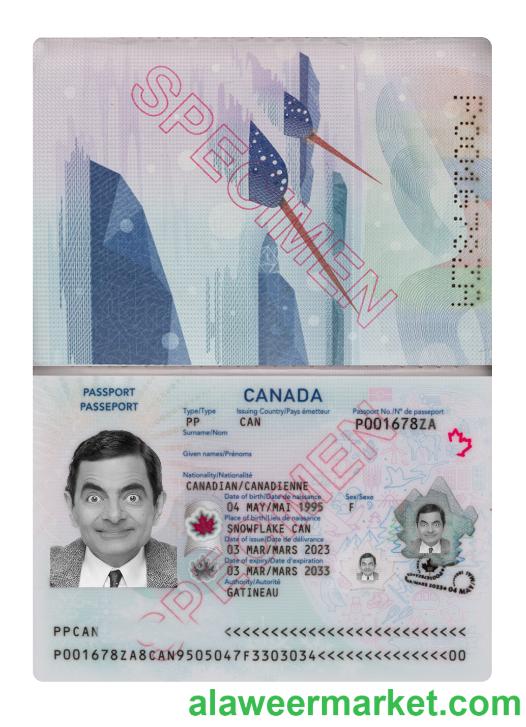 SPECIMEN
PASSPORT
PASSEPORT
CANADA
Type/Type Issuing Country/Pays émetteur Passport No./N° de passeport
PP CAN P001678ZA
Surname/Nom
Given names/Prénoms
Nationality/Nationalité
CANADIAN/CANADIENNE
Date of birth/Date de naissance Sex/Sexe
04 MAY/MAI 1995 F
Place of birth/Lieu de naissance
SNOWFLAKE CAN
Date of issue/Date de délivrance
03 MAR/MARS 2023
Date of expiry/Date d'expiration
03 MAR/MARS 2033
Authority/Autorité
GATINEAU
SPECIMEN
PPCAN <<<<<<<<<<<<<<<<<<<<<<<<<<
P001678ZA8CAN9505047F3303034<<<<<<<<<<<<<<00
alaweermarket.com